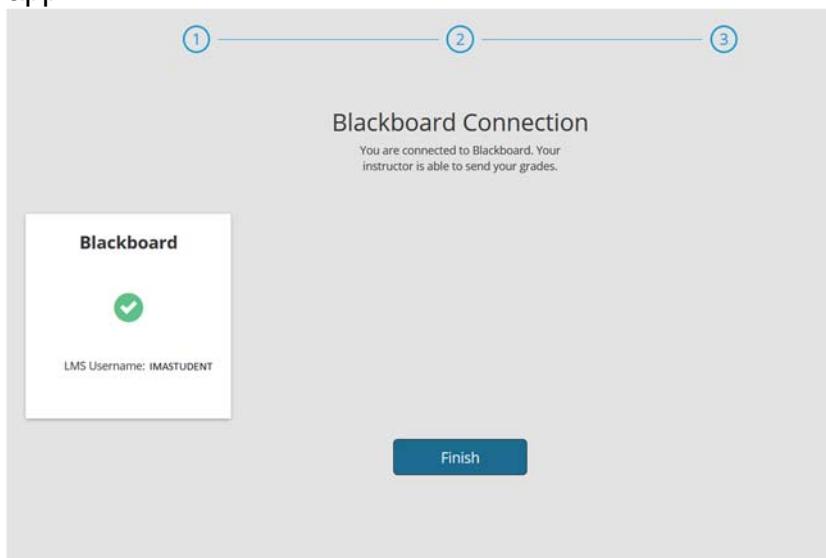 1 2 3
Blackboard Connection
You are connected to Blackboard. Your
instructor is able to send your grades.
Blackboard
LMS Username: IMASTUDENT
Finish